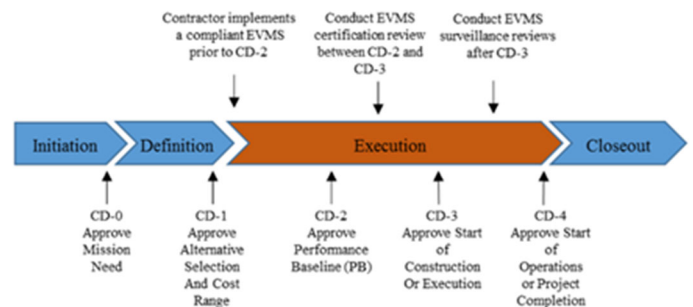 Contractor implements
a compliant EVMS
prior to CD-2
Conduct EVMS
certification review
between CD-2 and
CD-3
Conduct EVMS
surveillance reviews
after CD-3
Initiation
Definition
Execution
Closeout
CD-0
Approve
Mission
Need
CD-1
Approve
Alternative
Selection
And Cost
Range
CD-2
Approve
Performance
Baseline (PB)
CD-3
Approve Start
of
Construction
Or Execution
CD-4
Approve Start
of
Operations
or Project
Completion